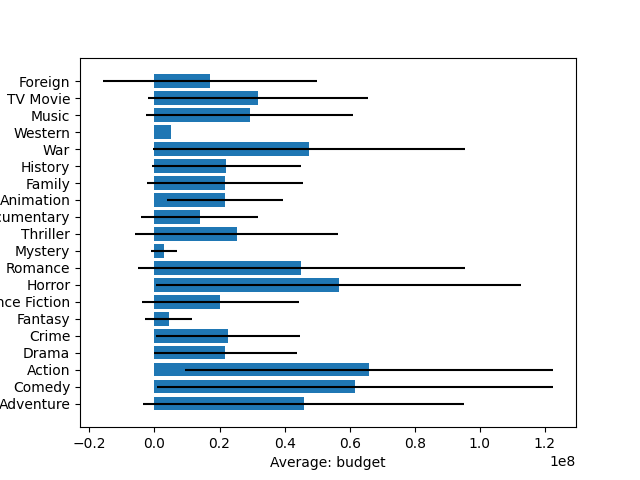 Foreign
TV Movie
Music
Western
War
History
Family
Animation
cumentary
Thriller
Mystery
Romance
Horror
nce Fiction
Fantasy
Crime
Drama
Action
Comedy
Adventure
−0.2 0.0 0.2 0.4 0.6 0.8 1.0 1.2
Average: budget
1e8